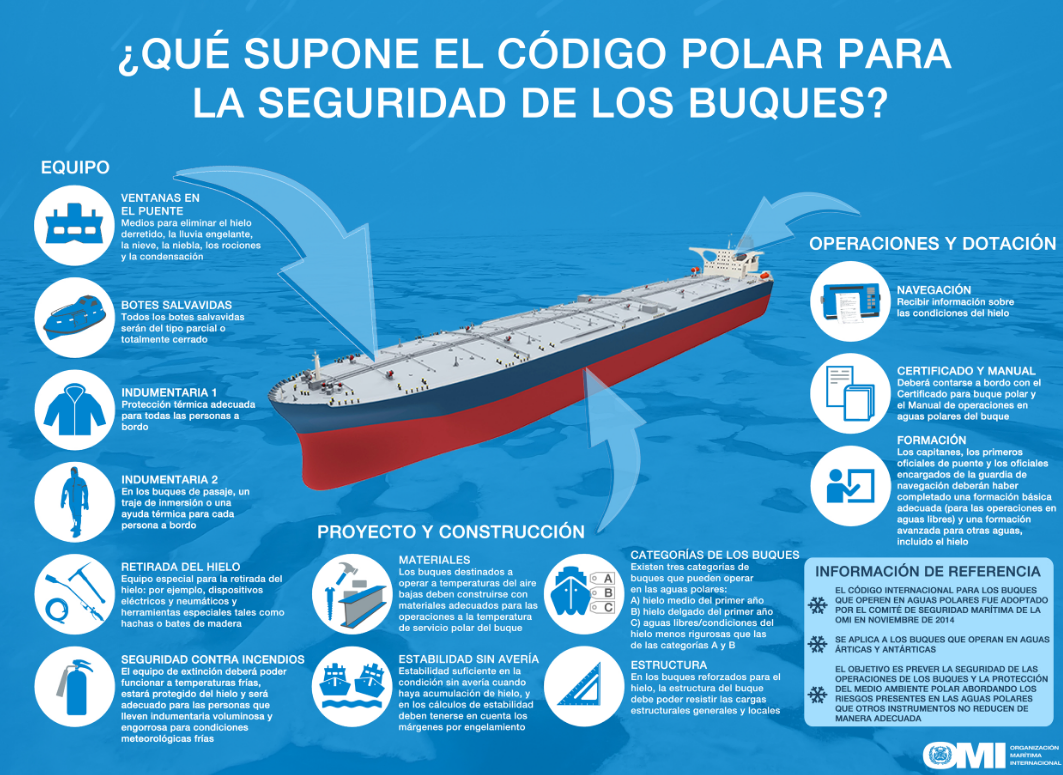 ¿QUÉ SUPONE EL CÓDIGO POLAR PARA
LA SEGURIDAD DE LOS BUQUES?
EQUIPO
VENTANAS EN
EL PUENTE
Medios para eliminar el hielo
derretido, la lluvia engelante,
la nieve, la niebla, los rociones
y la condensación
BOTES SALVAVIDAS
Todos los botes salvavidas
serán del tipo parcial o
totalmente cerrado
INDUMENTARIA 1
Protección térmica adecuada
para todas las personas a
bordo
INDUMENTARIA 2
En los buques de pasaje, un
traje de inmersión o una
ayuda térmica para cada
persona a bordo
RETIRADA DEL HIELO
Equipo especial para la retirada del
hielo: por ejemplo, dispositivos
eléctricos y neumáticos y
herramientas especiales tales como
hachas o bates de madera
SEGURIDAD CONTRA INCENDIOS
El equipo de extinción deberá poder
funcionar a temperaturas frías,
estará protegido del hielo y será
adecuado para las personas que
lleven indumentaria voluminosa y
engorrosa para condiciones
meteorológicas frías
PROYECTO Y CONSTRUCCIÓN
MATERIALES
Los buques destinados a
operar a temperaturas del aire
bajas deben construirse con
materiales adecuados para las
operaciones a la temperatura
de servicio polar del buque
ESTABILIDAD SIN AVERÍA
Estabilidad suficiente en la
condición sin avería cuando
haya acumulación de hielo, y
en los cálculos de estabilidad
deben tenerse en cuenta los
márgenes por engelamiento
A
B
C
CATEGORÍAS DE LOS BUQUES
Existen tres categorías de
buques que pueden operar
en las aguas polares:
A) hielo medio del primer año
B) hielo delgado del primer año
C) aguas libres/condiciones del
hielo menos rigurosas que las
de las categorías A y B
ESTRUCTURA
En los buques reforzados para el
hielo, la estructura del buque
debe poder resistir las cargas
estructurales generales y locales
OPERACIONES Y DOTACIÓN
NAVEGACIÓN
Recibir información sobre
las condiciones del hielo
CERTIFICADO Y MANUAL
Deberá contarse a bordo con el
Certificado para buque polar y
el Manual de operaciones en
aguas polares del buque
FORMACIÓN
Los capitanes, los primeros
oficiales de puente y los oficiales
encargados de la guardia de
navegación deberán haber
completado una formación básica
adecuada (para las operaciones en
aguas libres) y una formación
avanzada para otras aguas,
incluido el hielo
INFORMACIÓN DE REFERENCIA
EL CÓDIGO INTERNACIONAL PARA LOS BUQUES
QUE OPEREN EN AGUAS POLARES FUE ADOPTADO
POR EL COMITÉ DE SEGURIDAD MARÍTIMA DE LA
OMI EN NOVIEMBRE DE 2014
SE APLICA A LOS BUQUES QUE OPERAN EN AGUAS
ÁRTICAS Y ANTÁRTICAS
EL OBJETIVO ES PREVER LA SEGURIDAD DE LAS
OPERACIONES DE LOS BUQUES Y LA PROTECCIÓN
DEL MEDIO AMBIENTE POLAR ABORDANDO LOS
RIESGOS PRESENTES EN LAS AGUAS POLARES
QUE OTROS INSTRUMENTOS NO REDUCEN DE
MANERA ADECUADA
OMI
ORGANIZACIÓN
MARÍTIMA
INTERNACIONAL